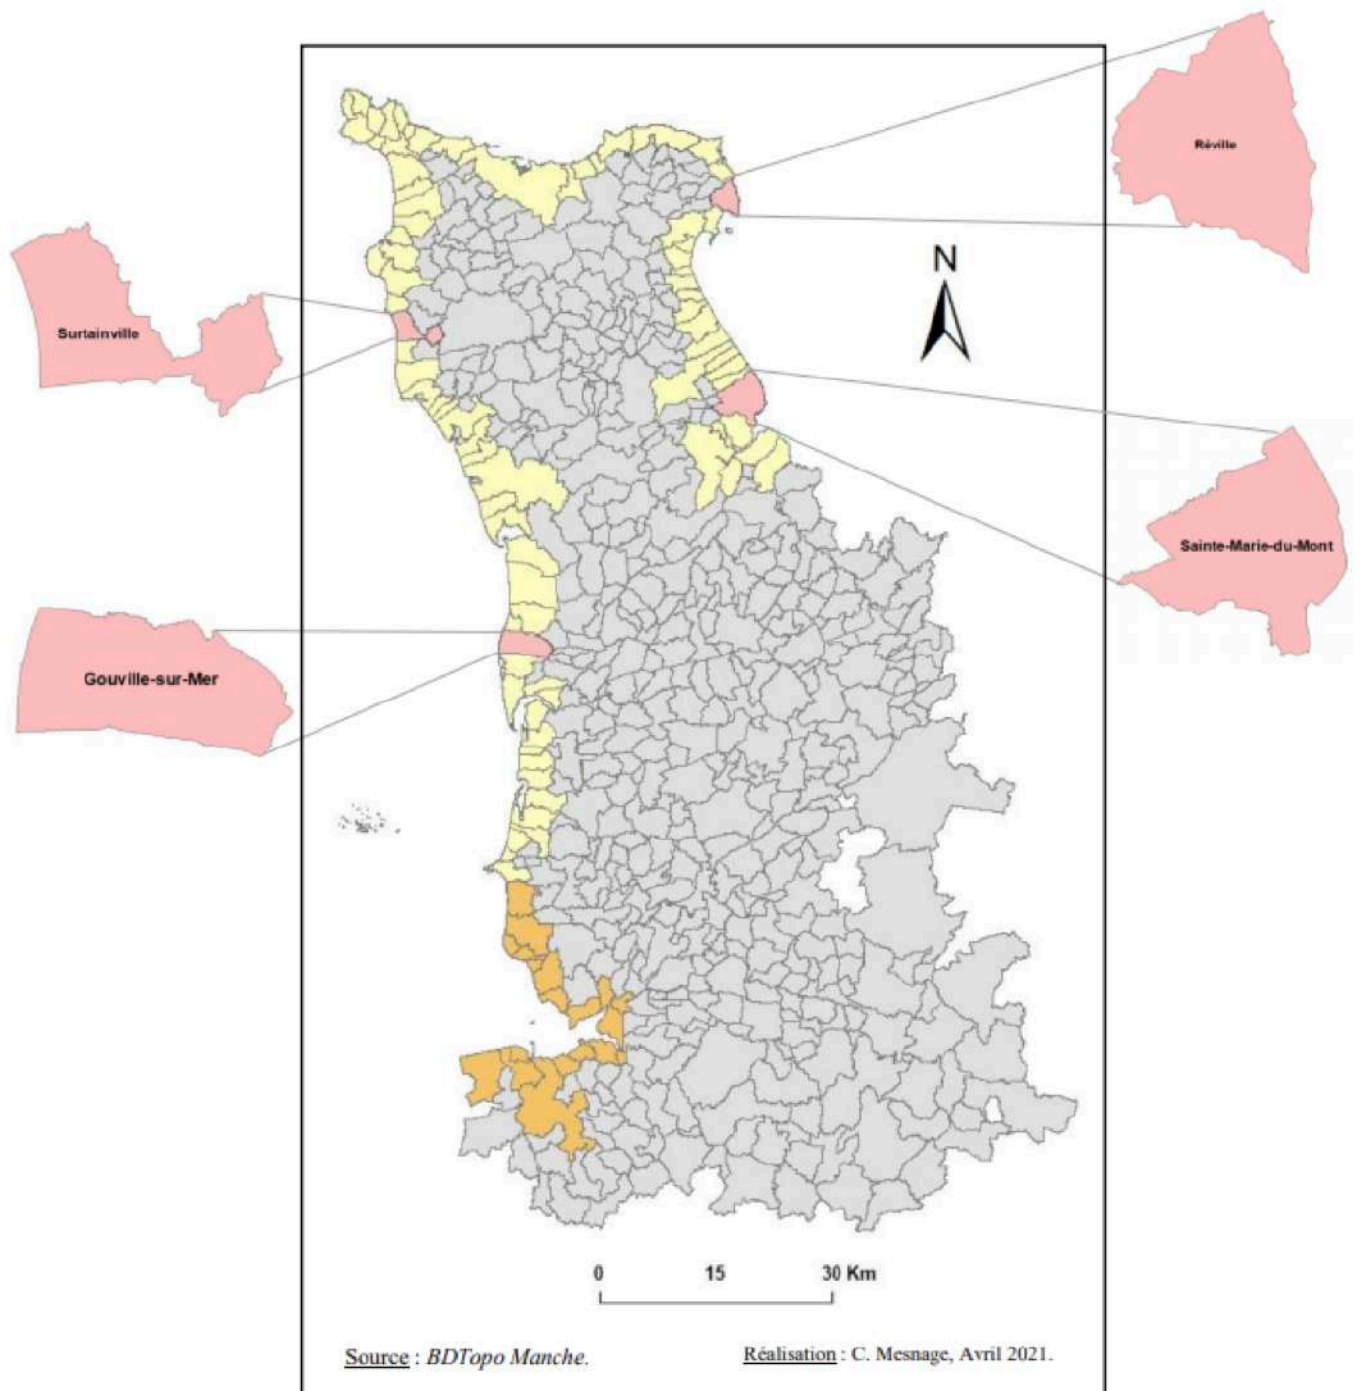 Réville
N
Surtainville
Sainte-Marie-du-Mont
Gouville-sur-Mer
0 15 30 Km
Source : BDTopo Manche. Réalisation : C. Mesnage, Avril 2021.